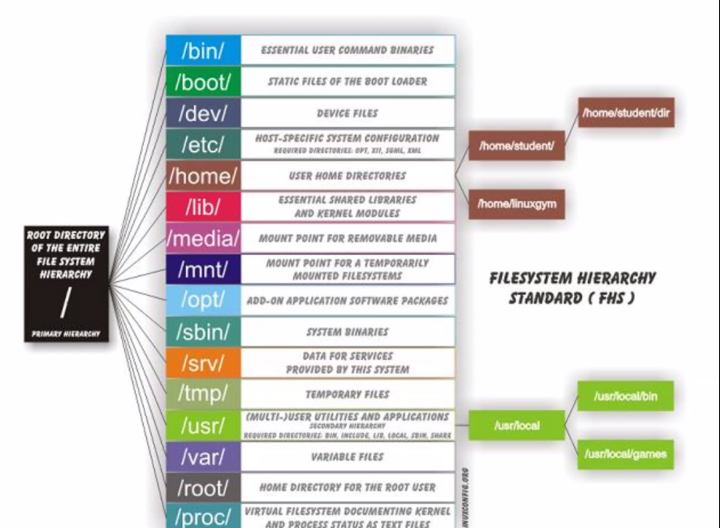 ROOT DIRECTORY
OF THE ENTIRE
FILE SYSTEM
HIERARCHY
/
PRIMARY HIERARCHY
/bin/
ESSENTIAL USER COMMAND BINARIES
/boot/
STATIC FILES OF THE BOOT LOADER
/dev/
DEVICE FILES
/etc/
HOST-SPECIFIC SYSTEM CONFIGURATION
REQUIRED DIRECTORIES: OPT, XII, SGML, XML
/home/
USER HOME DIRECTORIES
/home/student/
/home/student/dir
/home/linuxgym
/lib/
ESSENTIAL SHARED LIBRARIES
AND KERNEL MODULES
/media/
MOUNT POINT FOR REMOVABLE MEDIA
/mnt/
MOUNT POINT FOR A TEMPORARILY
MOUNTED FILESYSTEMS
/opt/
ADD-ON APPLICATION SOFTWARE PACKAGES
FILESYSTEM HIERARCHY
STANDARD ( FHS )
/sbin/
SYSTEM BINARIES
/srv/
DATA FOR SERVICES
PROVIDED BY THIS SYSTEM
/tmp/
TEMPORARY FILES
/usr/
(MULTI-)USER UTILITIES AND APPLICATIONS
SECONDARY HIERARCHY
REQUIRED DIRECTORIES: BIN, INCLUDE, LIB, LOCAL, SBIN, SHARE
/usr/local
/usr/local/bin
/usr/local/games
/var/
VARIABLE FILES
/root/
HOME DIRECTORY FOR THE ROOT USER
/proc/
VIRTUAL FILESYSTEM DOCUMENTING KERNEL
AND PROCESS STATUS AS TEXT FILES
INUXCONFIG.ORG